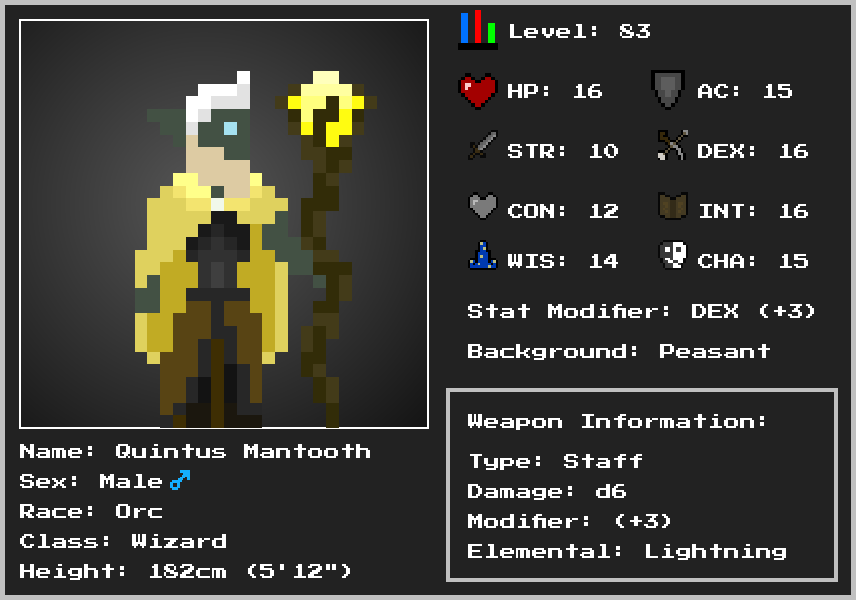 Level: 83
HP: 16
AC: 15
STR: 10
DEX: 16
CON: 12
INT: 16
WIS: 14
CHA: 15
Stat Modifier: DEX (+3)
Background: Peasant
Name: Quintus Mantooth
Sex: Male♂
Race: Orc
Class: Wizard
Height: 182cm (5'12")
Weapon Information:
Type: Staff
Damage: d6
Modifier: (+3)
Elemental: Lightning